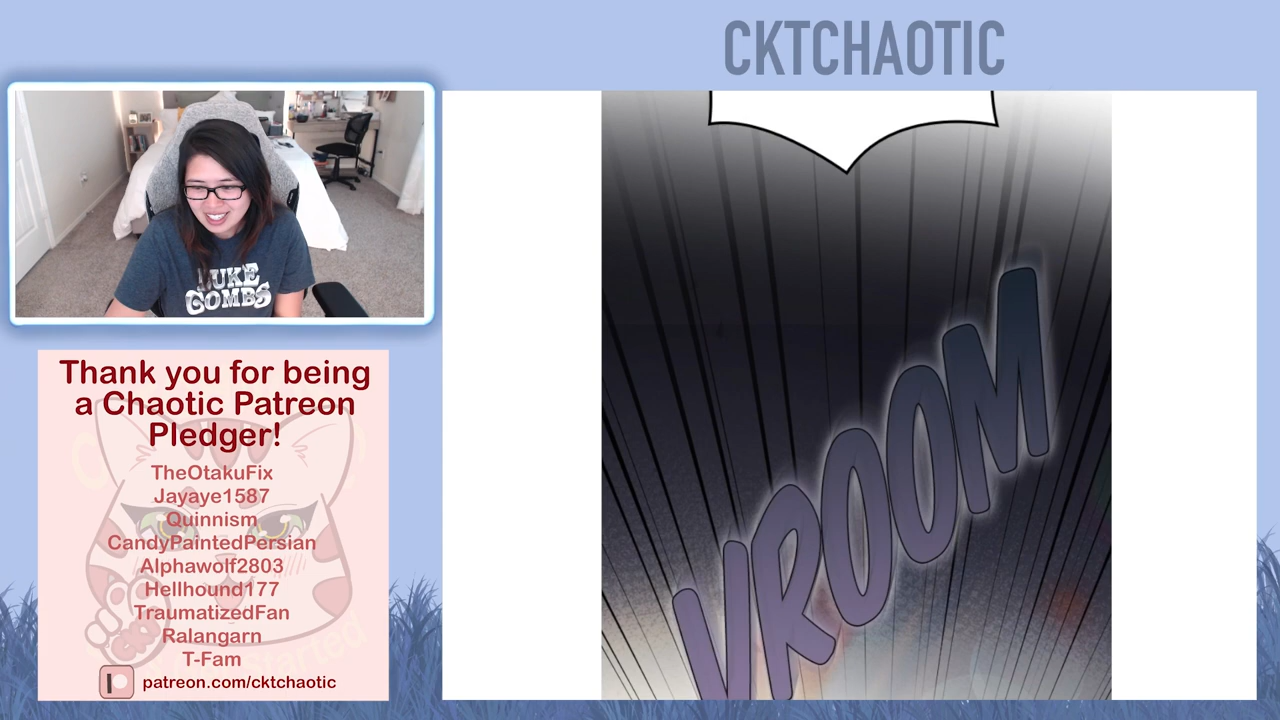 CKTCHAOTIC
LUKE
COMBS
VROOM
Thank you for being
a Chaotic Patreon
Pledger!
TheOtakuFix
Jayaye1587
Quinnism
CandyPaintedPersian
Alphawolf2803
Hellhound177
TraumatizedFan
Ralangarn
T-Fam
patreon.com/cktchaotic